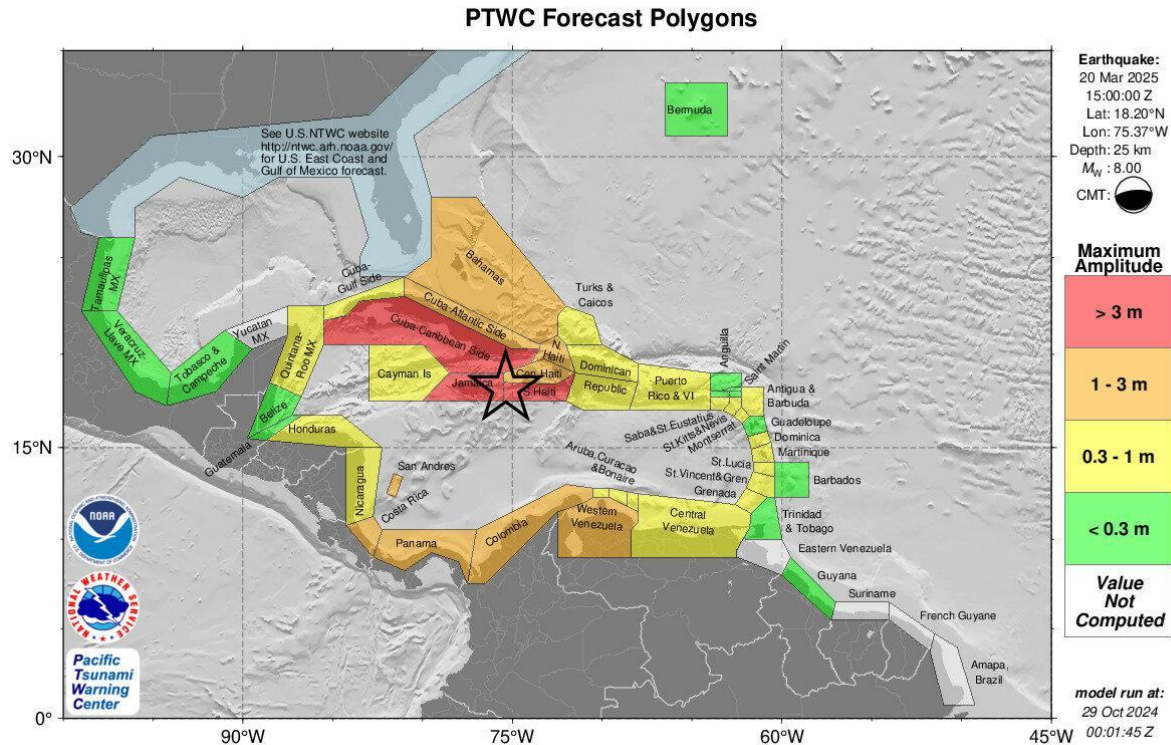 PTWC Forecast Polygons
See U.S.NTWC website
http://ntwc.arh.noaa.gov/
for U.S. East Coast and
Gulf of Mexico forecast.
Bermuda
Tamaulipas
MX
Veracruz-
Llave MX
Tobasco &
Campeche
Yucatan
MX
Quintana-
Roo MX
Belize
Guatemala
Honduras
Nicaragua
San Andres
Costa Rica
Panama
Colombia
Western
Venezuela
Aruba,Curacao
&Bonaire
Central
Venezuela
Cuba-
Gulf Side
Cuba-Atlantic Side
Cuba-Caribbean Side
Bahamas
Turks &
Caicos
Cayman Is
Jamaica
N.
Haiti
Gon.Haiti
S.Haiti
Dominican
Republic
Puerto
Rico & VI
Anguilla
Saint Martin
Antigua &
Barbuda
Saba&St.Eustatius
St.Kitts&Nevis
Montserrat
Guadeloupe
Dominica
Martinique
St.Lucia
St.Vincent&Gren
Grenada
Barbados
Trinidad
& Tobago
Eastern Venezuela
Guyana
Suriname
French Guyane
Amapa,
Brazil
30°N
15°N
0°
90°W
75°W
60°W
45°W
NOAA
NATIONAL WEATHER SERVICE
Pacific
Tsunami
Warning
Center
Earthquake:
20 Mar 2025
15:00:00 Z
Lat: 18.20°N
Lon: 75.37°W
Depth: 25 km
Mw : 8.00
CMT:
Maximum
Amplitude
> 3 m
1 - 3 m
0.3 - 1 m
< 0.3 m
Value
Not
Computed
model run at:
29 Oct 2024
00:01:45 Z